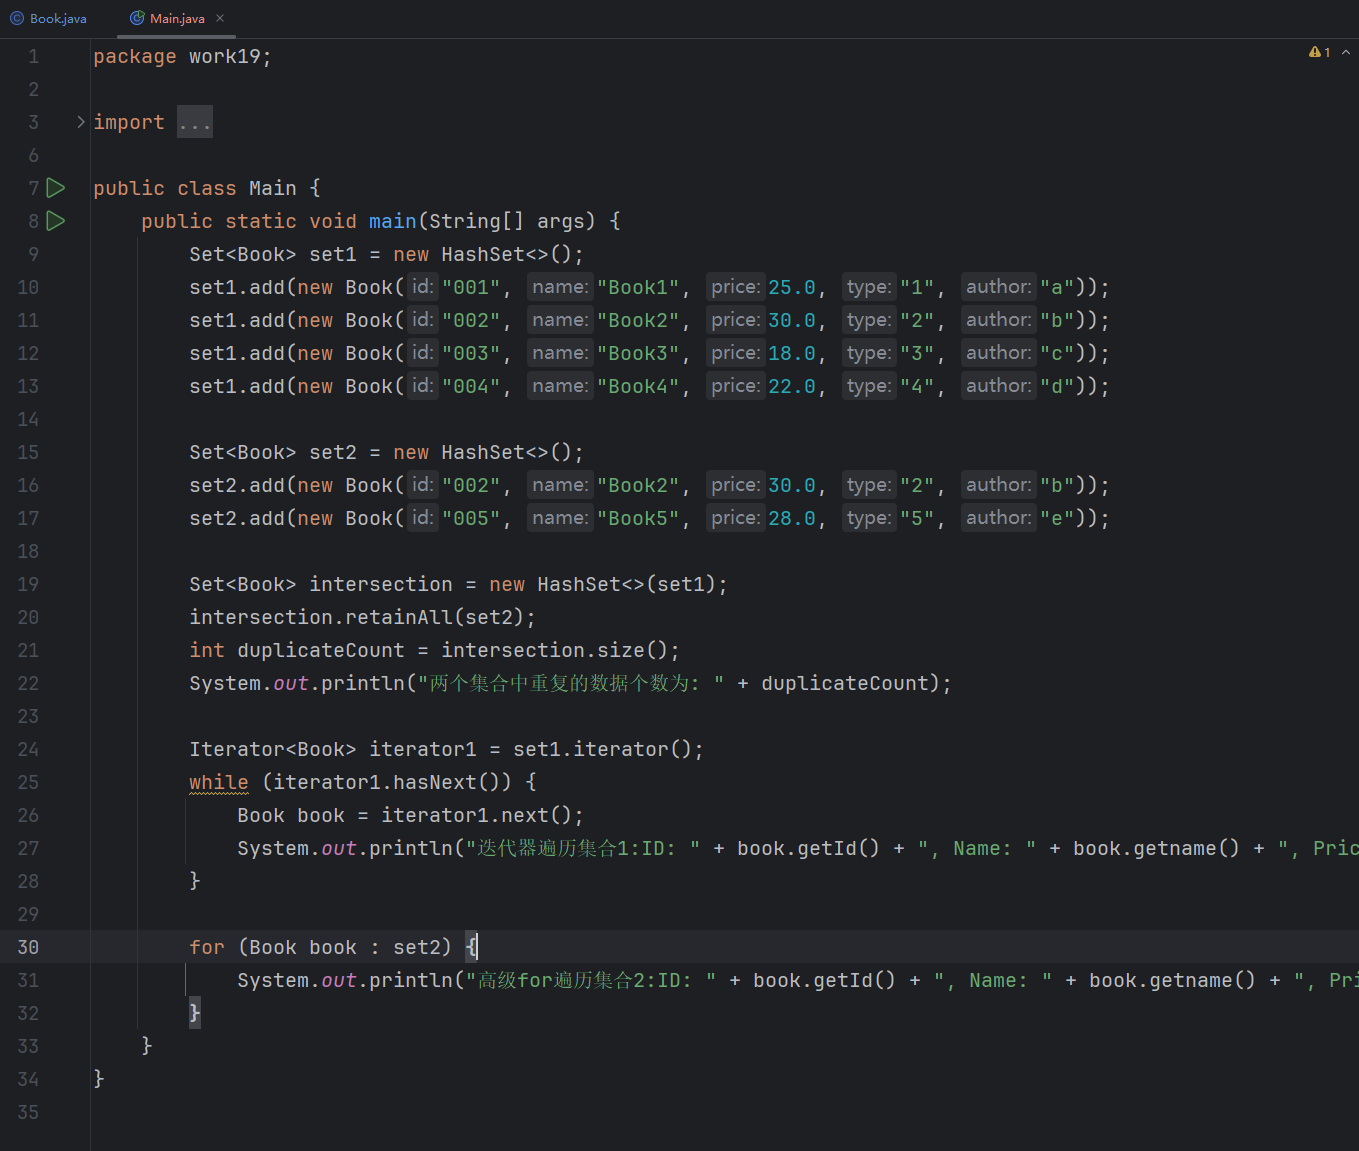 Book.java Main.java
1 package work19;
2
3 import ...
6
7 public class Main {
8 public static void main(String[] args) {
9 Set<Book> set1 = new HashSet<>();
10 set1.add(new Book( id: "001", name: "Book1", price: 25.0, type: "1", author: "a"));
11 set1.add(new Book( id: "002", name: "Book2", price: 30.0, type: "2", author: "b"));
12 set1.add(new Book( id: "003", name: "Book3", price: 18.0, type: "3", author: "c"));
13 set1.add(new Book( id: "004", name: "Book4", price: 22.0, type: "4", author: "d"));
14
15 Set<Book> set2 = new HashSet<>();
16 set2.add(new Book( id: "002", name: "Book2", price: 30.0, type: "2", author: "b"));
17 set2.add(new Book( id: "005", name: "Book5", price: 28.0, type: "5", author: "e"));
18
19 Set<Book> intersection = new HashSet<>(set1);
20 intersection.retainAll(set2);
21 int duplicateCount = intersection.size();
22 System.out.println("两个集合中重复的数据个数为: " + duplicateCount);
23
24 Iterator<Book> iterator1 = set1.iterator();
25 while (iterator1.hasNext()) {
26 Book book = iterator1.next();
27 System.out.println("迭代器遍历集合1:ID: " + book.getId() + ", Name: " + book.getname() + ", Pric
28 }
29
30 for (Book book : set2) {
31 System.out.println("高级for遍历集合2:ID: " + book.getId() + ", Name: " + book.getname() + ", Pri
32 }
33 }
34 }
35
1